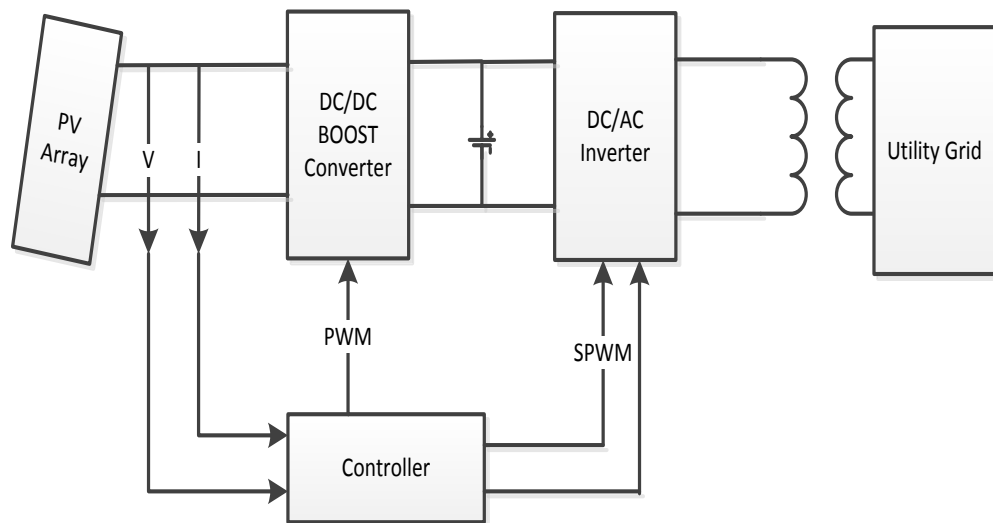 PV
Array
V
I
DC/DC
BOOST
Converter
DC/AC
Inverter
Utility Grid
PWM
SPWM
Controller